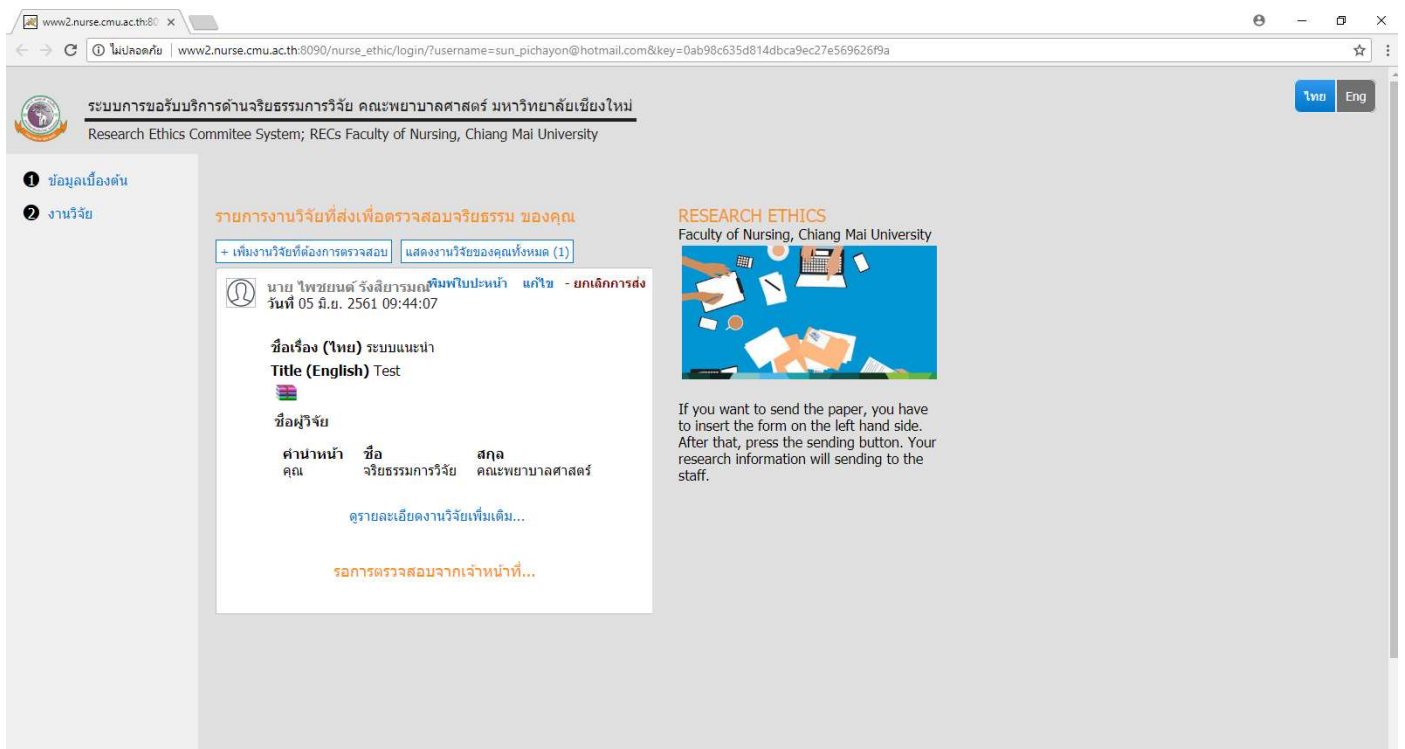 www2.nurse.cmu.ac.th:80
ไม่ปลอดภัย | www2.nurse.cmu.ac.th:8090/nurse_ethic/login/?username=sun_pichayon@hotmail.com&key=0ab98c635d814dbca9ec27e569626f9a
ระบบการขอรับบริการด้านจริยธรรมการวิจัย คณะพยาบาลศาสตร์ มหาวิทยาลัยเชียงใหม่
ไทย Eng
Research Ethics Commitee System; RECs Faculty of Nursing, Chiang Mai University
1 ข้อมูลเบื้องต้น
2 งานวิจัย
รายการงานวิจัยที่ส่งเพื่อตรวจสอบจริยธรรม ของคุณ
+ เพิ่มงานวิจัยที่ต้องการตรวจสอบ แสดงงานวิจัยของคุณทั้งหมด (1)
นาย ไพชยนต์ รังสิยารมณ์ พิมพ์ใบปะหน้า แก้ไข - ยกเลิกการส่ง
วันที่ 05 มิ.ย. 2561 09:44:07
ชื่อเรื่อง (ไทย) ระบบแนะนำ
Title (English) Test
ชื่อผู้วิจัย
คำนำหน้า ชื่อ สกุล
คุณ จริยธรรมการวิจัย คณะพยาบาลศาสตร์
ดูรายละเอียดงานวิจัยเพิ่มเติม...
รอการตรวจสอบจากเจ้าหน้าที่...
RESEARCH ETHICS
Faculty of Nursing, Chiang Mai University
If you want to send the paper, you have
to insert the form on the left hand side.
After that, press the sending button. Your
research information will sending to the
staff.